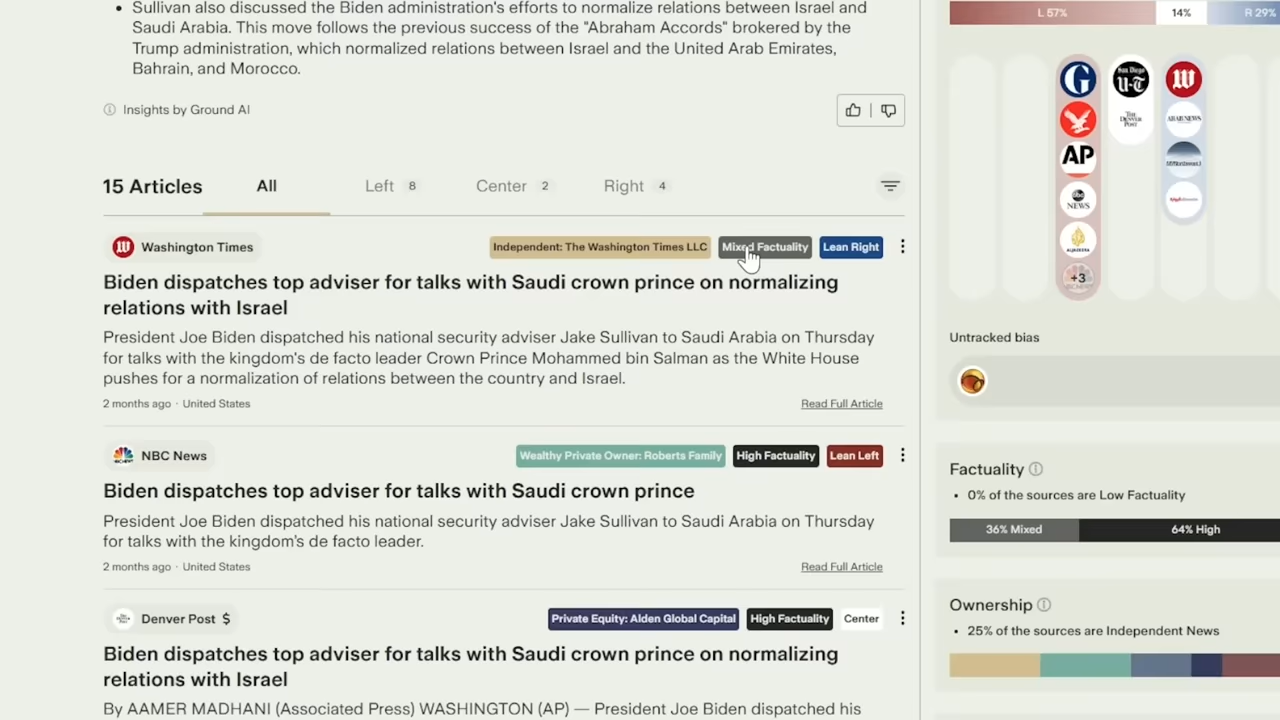 Sullivan also discussed the Biden administration's efforts to normalize relations between Israel and
Saudi Arabia. This move follows the previous success of the "Abraham Accords" brokered by the
Trump administration, which normalized relations between Israel and the United Arab Emirates,
Bahrain, and Morocco.
Insights by Ground AI
15 Articles All Left 8 Center 2 Right 4
Washington Times Independent: The Washington Times LLC Mixed Factuality Lean Right
Biden dispatches top adviser for talks with Saudi crown prince on normalizing
relations with Israel
President Joe Biden dispatched his national security adviser Jake Sullivan to Saudi Arabia on Thursday
for talks with the kingdom's de facto leader Crown Prince Mohammed bin Salman as the White House
pushes for a normalization of relations between the country and Israel.
2 months ago · United States Read Full Article
NBC News Wealthy Private Owner: Roberts Family High Factuality Lean Left
Biden dispatches top adviser for talks with Saudi crown prince
President Joe Biden dispatched his national security adviser Jake Sullivan to Saudi Arabia on Thursday
for talks with the kingdom's de facto leader.
2 months ago · United States Read Full Article
Denver Post $ Private Equity: Alden Global Capital High Factuality Center
Biden dispatches top adviser for talks with Saudi crown prince on normalizing
relations with Israel
By AAMER MADHANI (Associated Press) WASHINGTON (AP) — President Joe Biden dispatched his
L 57% 14% R 29%
G San Diego U-T W
THE DENVER POST ARAB NEWS
AP
abc NEWS
ALJAZEERA
+3
Untracked bias
Factuality
• 0% of the sources are Low Factuality
36% Mixed 64% High
Ownership
• 25% of the sources are Independent News